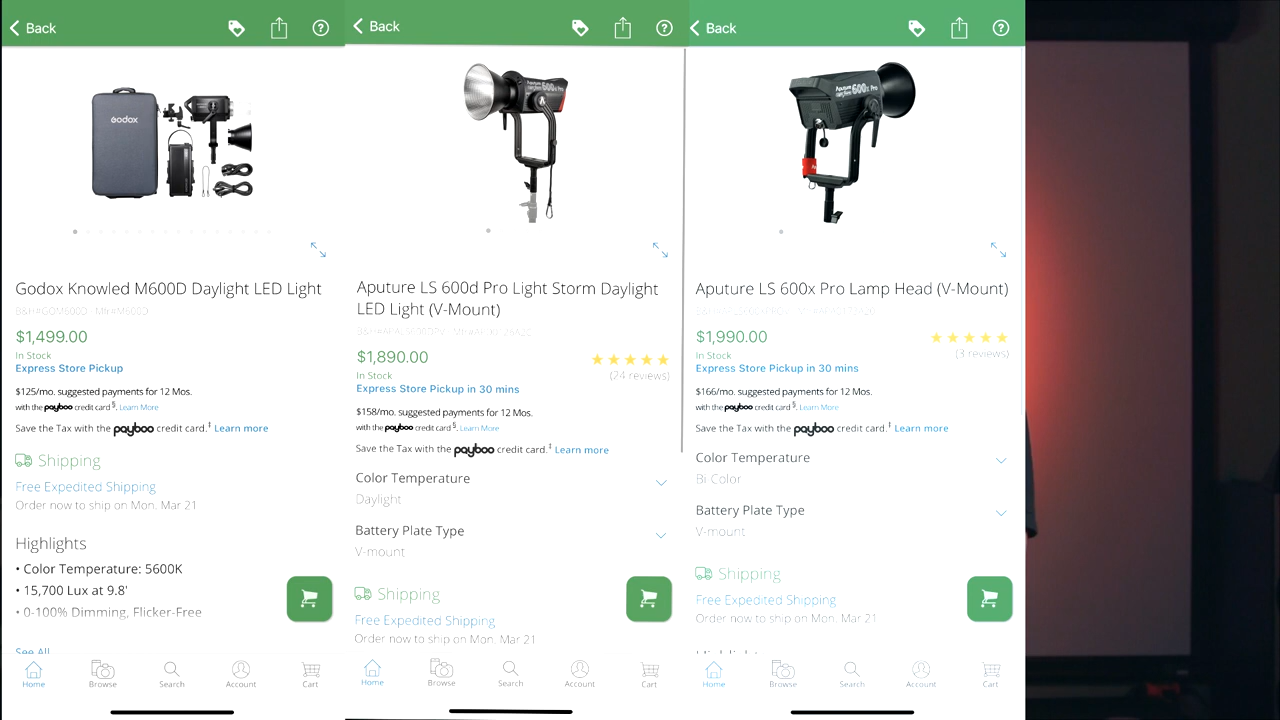 Back
Godox
Godox Knowled M600D Daylight LED Light
$1,499.00
In Stock
Express Store Pickup
$125/mo. suggested payments for 12 Mos.
with the payboo credit card §. Learn More
Save the Tax with the payboo credit card.‡ Learn more
Shipping
Free Expedited Shipping
Order now to ship on Mon. Mar 21
Highlights
• Color Temperature: 5600K
• 15,700 Lux at 9.8'
• 0-100% Dimming, Flicker-Free
See All
Home Browse Search Account Cart
Back
Aputure
600d Pro
Aputure LS 600d Pro Light Storm Daylight
LED Light (V-Mount)
$1,890.00
In Stock
(24 reviews)
Express Store Pickup in 30 mins
$158/mo. suggested payments for 12 Mos.
with the payboo credit card §. Learn More
Save the Tax with the payboo credit card.‡ Learn more
Color Temperature
Daylight
Battery Plate Type
V-mount
Shipping
Free Expedited Shipping
Order now to ship on Mon. Mar 21
Home Browse Search Account Cart
Back
Aputure
600x Pro
Aputure LS 600x Pro Lamp Head (V-Mount)
$1,990.00
(3 reviews)
In Stock
Express Store Pickup in 30 mins
$166/mo. suggested payments for 12 Mos.
with the payboo credit card §. Learn More
Save the Tax with the payboo credit card.‡ Learn more
Color Temperature
Bi Color
Battery Plate Type
V-mount
Shipping
Free Expedited Shipping
Order now to ship on Mon. Mar 21
Home Browse Search Account Cart